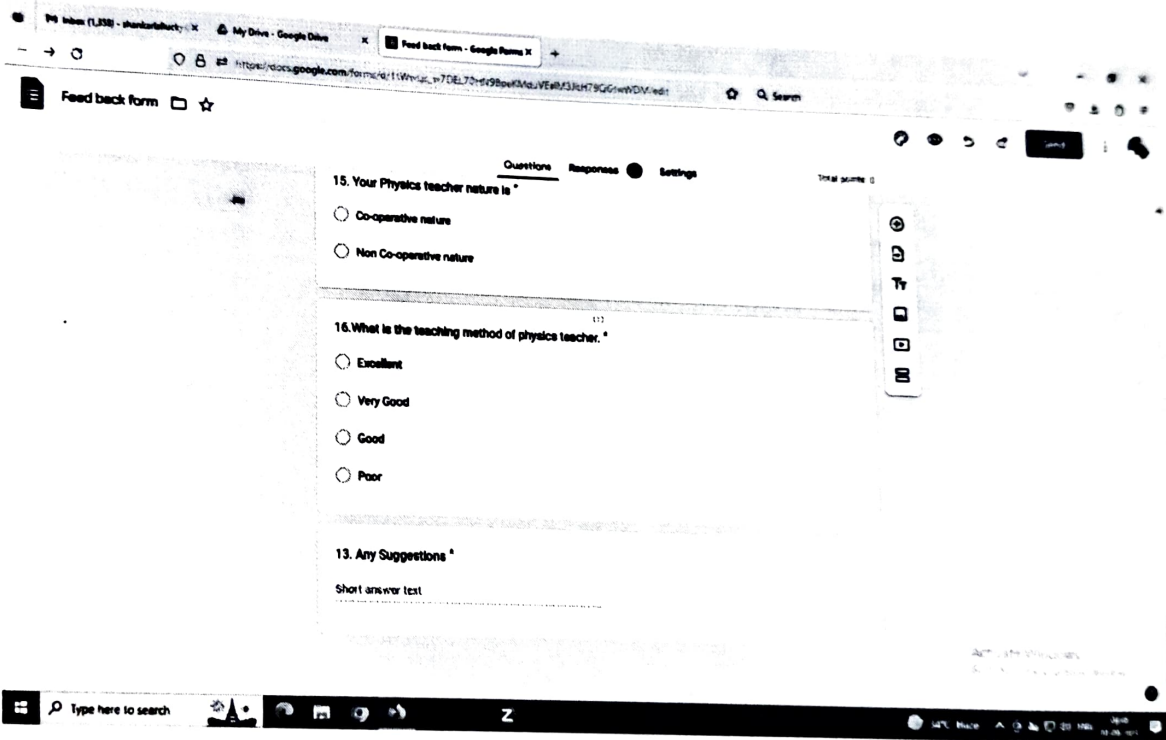 Inbox (1,358) - shankarlabucky
My Drive - Google Drive
Feed back form - Google Forms
Search
Feed back form
Send
Questions Responses Settings
Total points: 0
15. Your Physics teacher nature is *
Co-operative nature
Non Co-operative nature
16.What is the teaching method of physics teacher. *
Excellent
Very Good
Good
Poor
13. Any Suggestions *
Short answer text
Type here to search
Haze